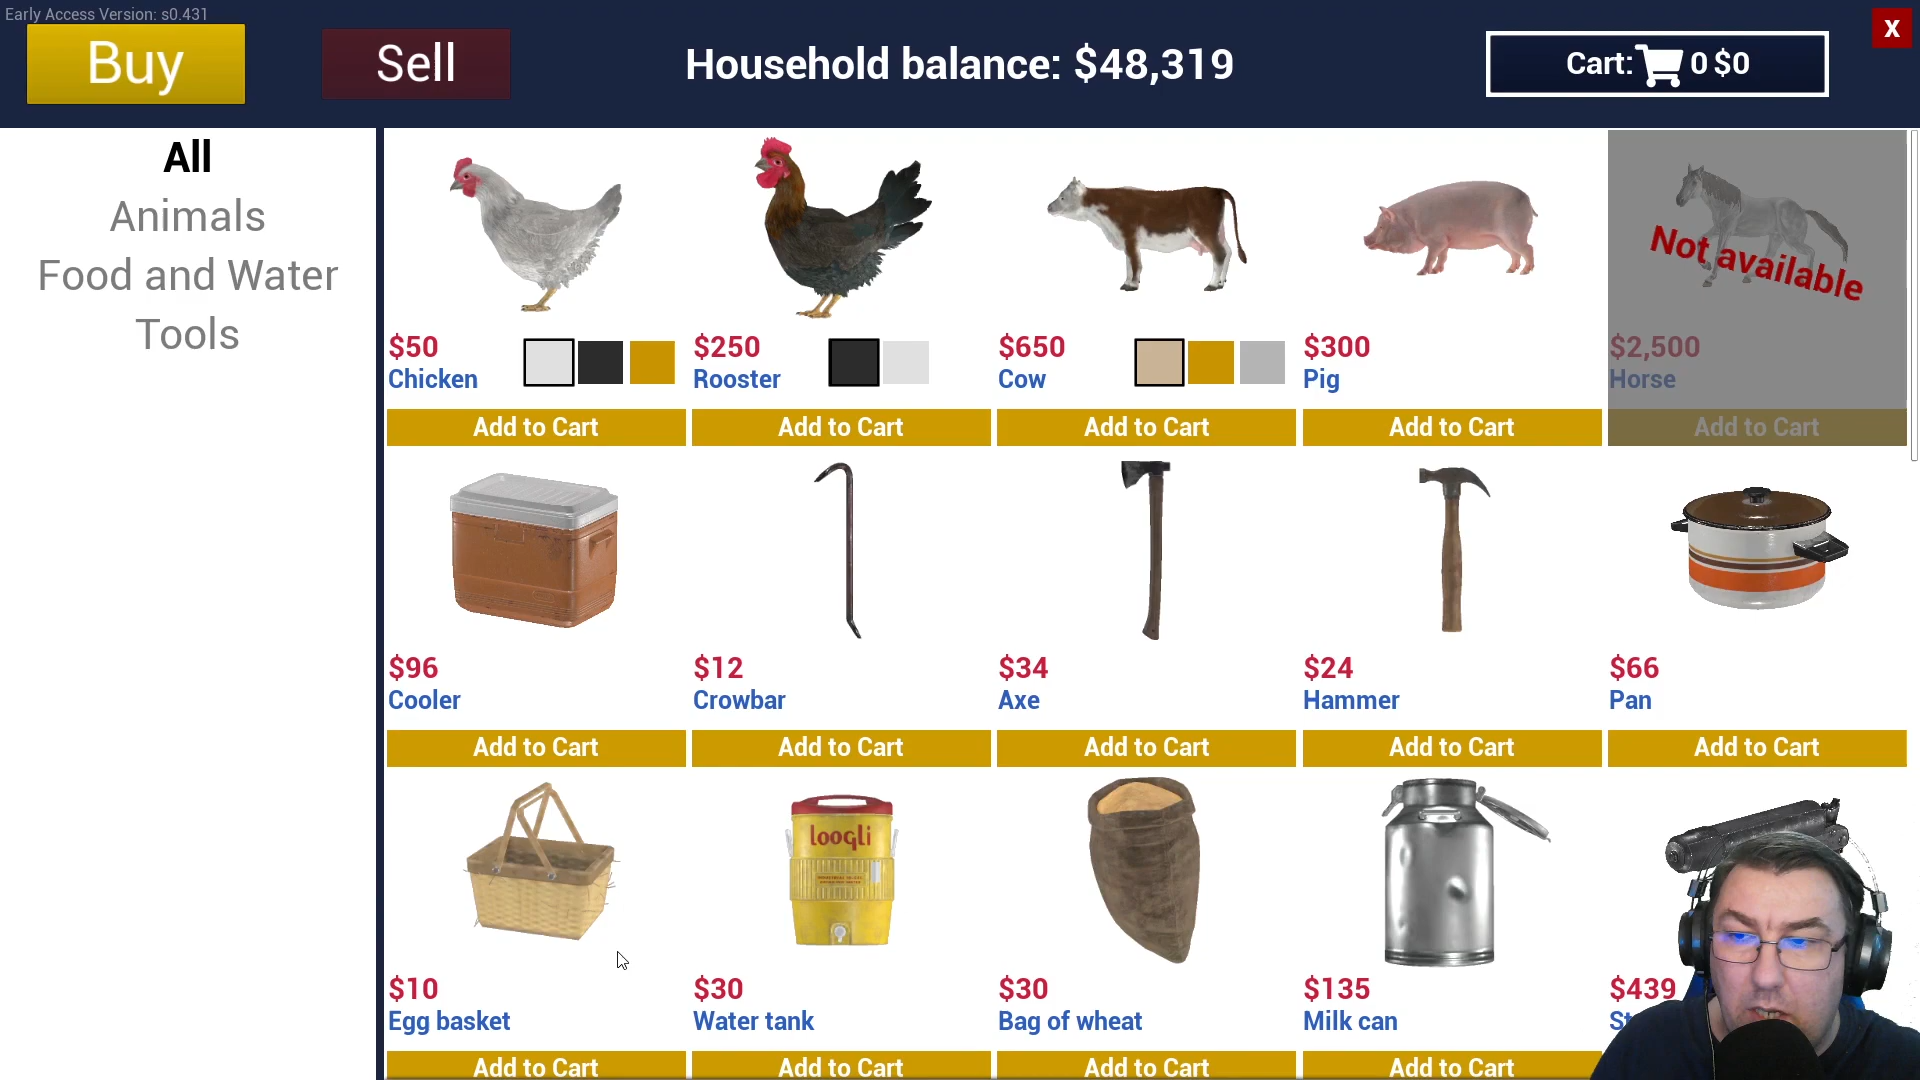 Early Access Version: s0.431
Buy
Sell
Household balance: $48,319
Cart: 0 $0
X
All
Animals
Food and Water
Tools
$50
Chicken
Add to Cart
$250
Rooster
Add to Cart
$650
Cow
Add to Cart
$300
Pig
Add to Cart
Not available
$2,500
Horse
Add to Cart
$96
Cooler
Add to Cart
$12
Crowbar
Add to Cart
$34
Axe
Add to Cart
$24
Hammer
Add to Cart
$66
Pan
Add to Cart
$10
Egg basket
Add to Cart
looqli
$30
Water tank
Add to Cart
$30
Bag of wheat
Add to Cart
$135
Milk can
Add to Cart
$439